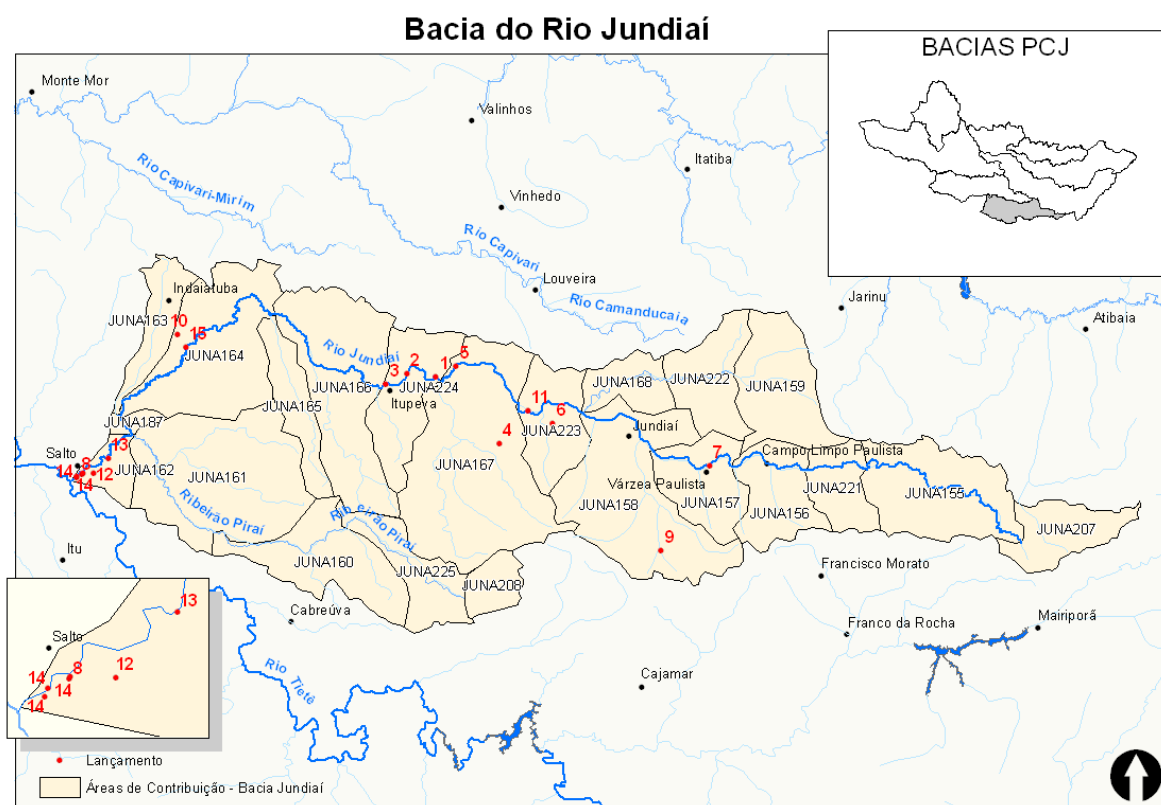 Bacia do Rio Jundiaí
BACIAS PCJ
Monte Mor
Valinhos
Itatiba
Rio Capivari-Mirim
Vinhedo
Rio Capivari
Louveira
Rio Camanducaia
Jarinu
Atibaia
Indaiatuba
JUNA163
10
15
JUNA164
Rio Jundiaí
3
2
1
5
JUNA224
JUNA166
Itupeva
JUNA165
JUNA168
JUNA222
JUNA159
11
6
JUNA223
4
Jundiaí
JUNA187
Salto
13
8
14
12
14
JUNA162
JUNA161
JUNA167
7
Campo Limpo Paulista
Várzea Paulista
JUNA157
JUNA221
JUNA155
JUNA158
JUNA156
JUNA207
Ribeirão Piraí
Ribeirão Piraí
9
Itu
JUNA160
JUNA225
JUNA208
Francisco Morato
Cabreúva
Franco da Rocha
Mairiporã
Rio Tietê
Cajamar
13
Salto
8
12
14
14
14
Lançamento
Áreas de Contribuição - Bacia Jundiaí